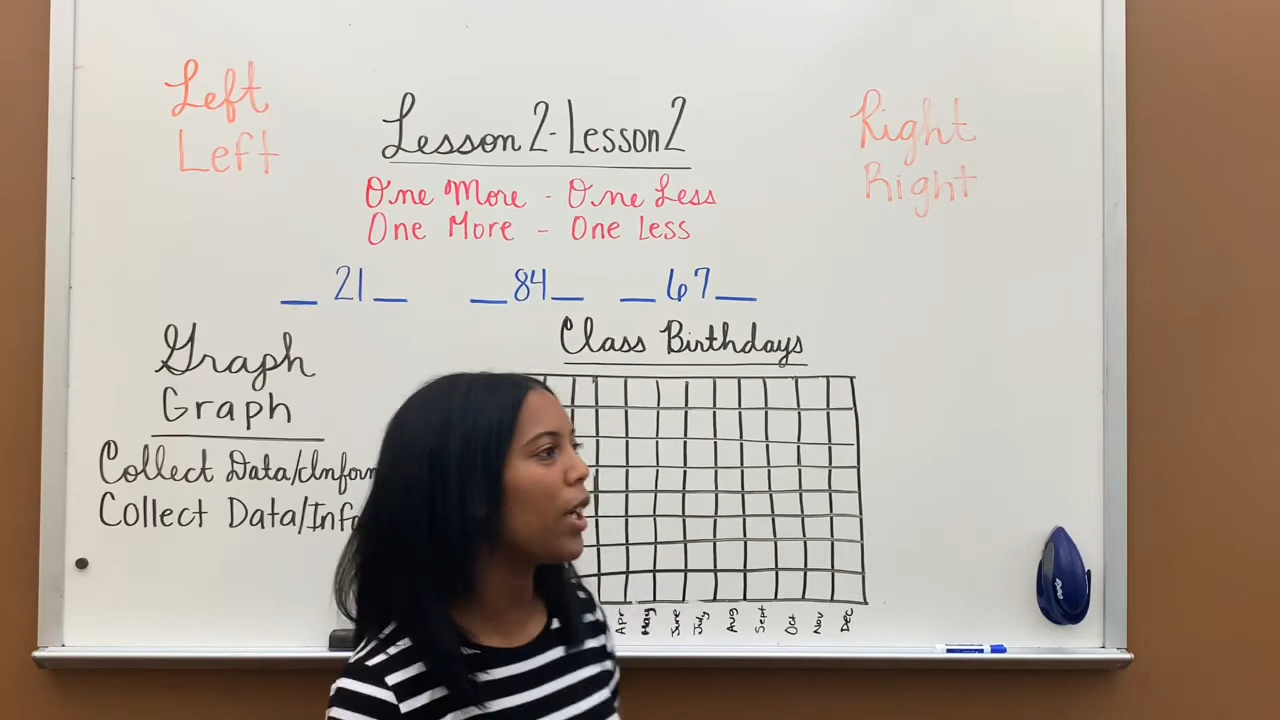 Left
Left
Lesson 2-Lesson 2
One More - One Less
One More - One Less
Right
Right
__ 21 __ __ 84 __ __ 67 __
Graph
Graph
Collect Data/Inform
Collect Data/Info
Class Birthdays
Apr May June July Aug Sept Oct Nov Dec
expo